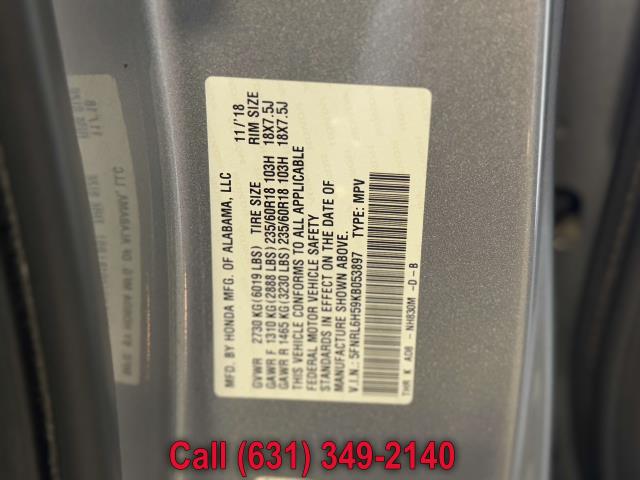 MFD. BY HONDA MFG. OF ALABAMA, LLC 11/'18
GVWR 2730 KG(6019 LBS) TIRE SIZE RIM SIZE
GAWR F 1310 KG(2888 LBS)235/60R18 103H 18X7.5J
GAWR R 1465 KG(3230 LBS)235/60R18 103H 18X7.5J
THIS VEHICLE CONFORMS TO ALL APPLICABLE
FEDERAL MOTOR VEHICLE SAFETY
STANDARDS IN EFFECT ON THE DATE OF
MANUFACTURE SHOWN ABOVE.
V.I.N.: 5FNRL6H59KB053897 TYPE: MPV
THR K AD8 - NH830M -D-B
Call (631) 349-2140